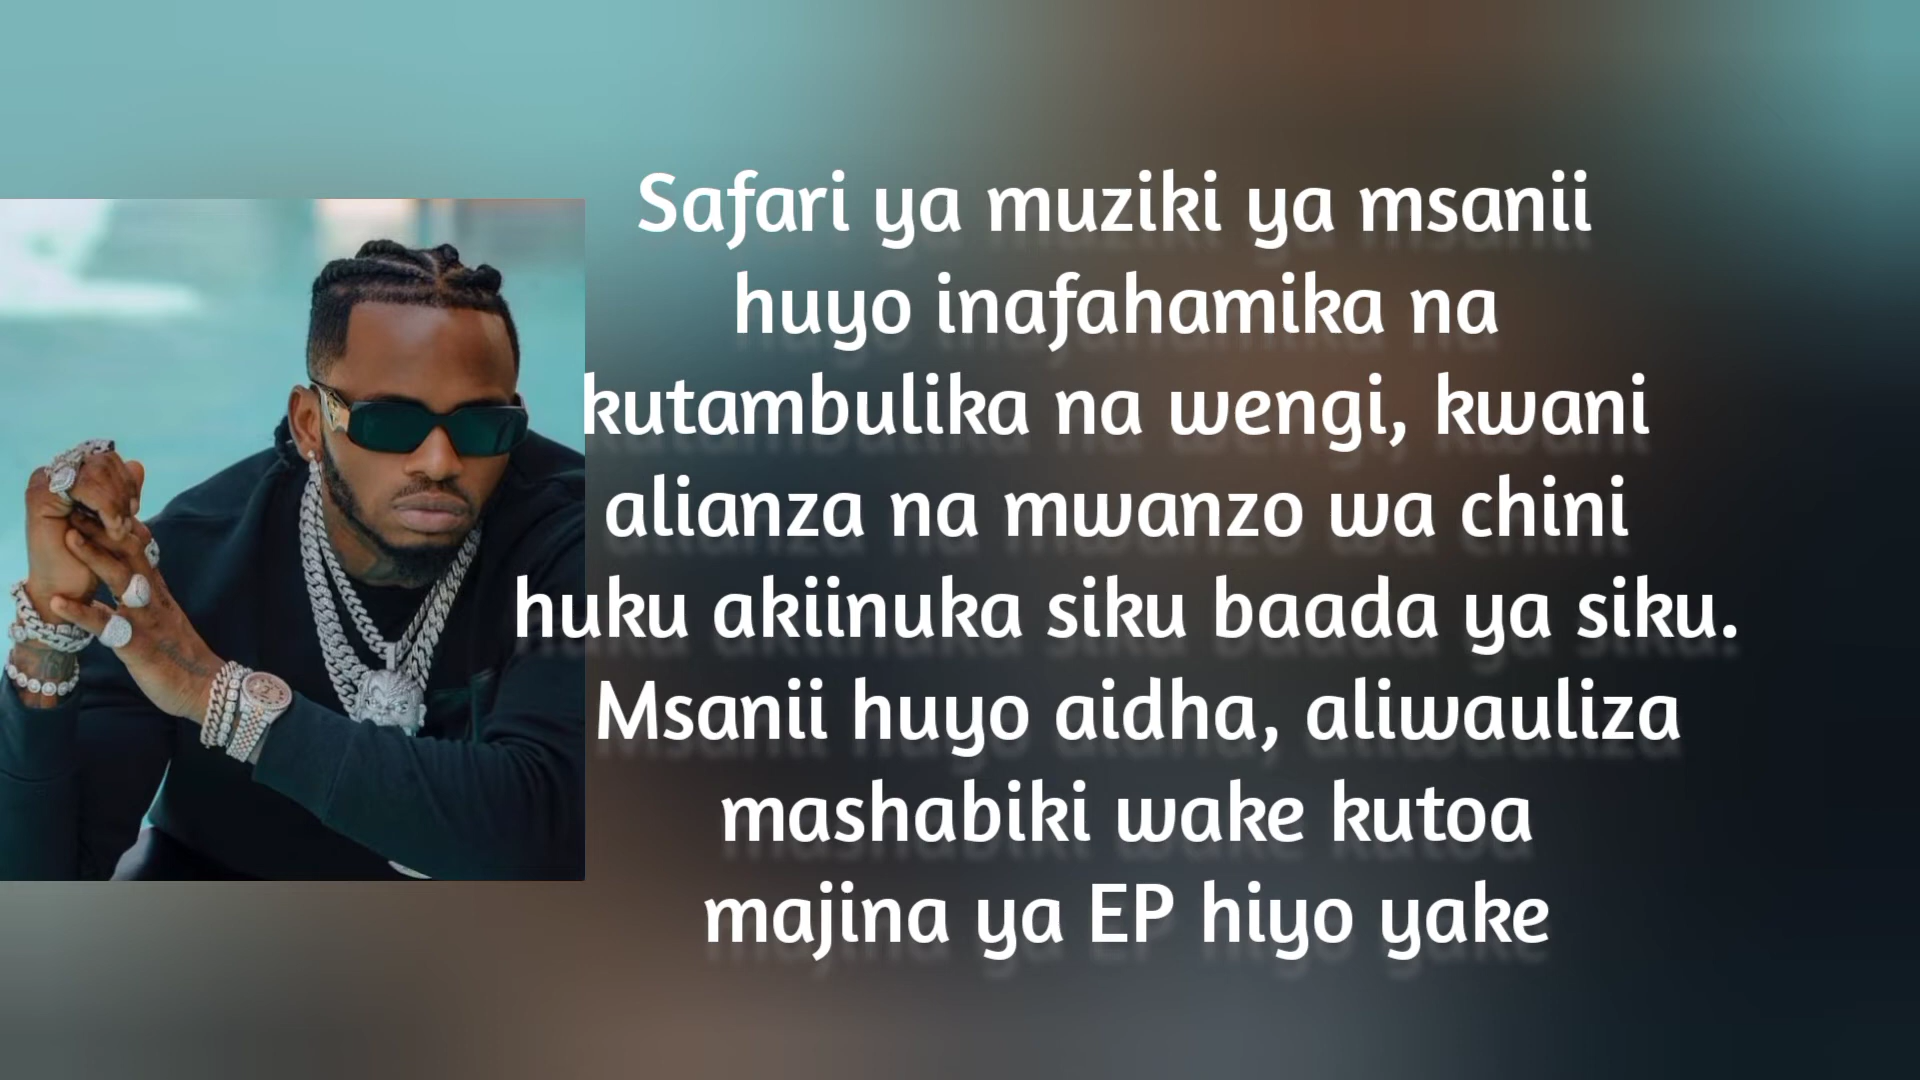 Safari ya muziki ya msanii
huyo inafahamika na
kutambulika na wengi, kwani
alianza na mwanzo wa chini
huku akiinuka siku baada ya siku.
Msanii huyo aidha, aliwauliza
mashabiki wake kutoa
majina ya EP hiyo yake